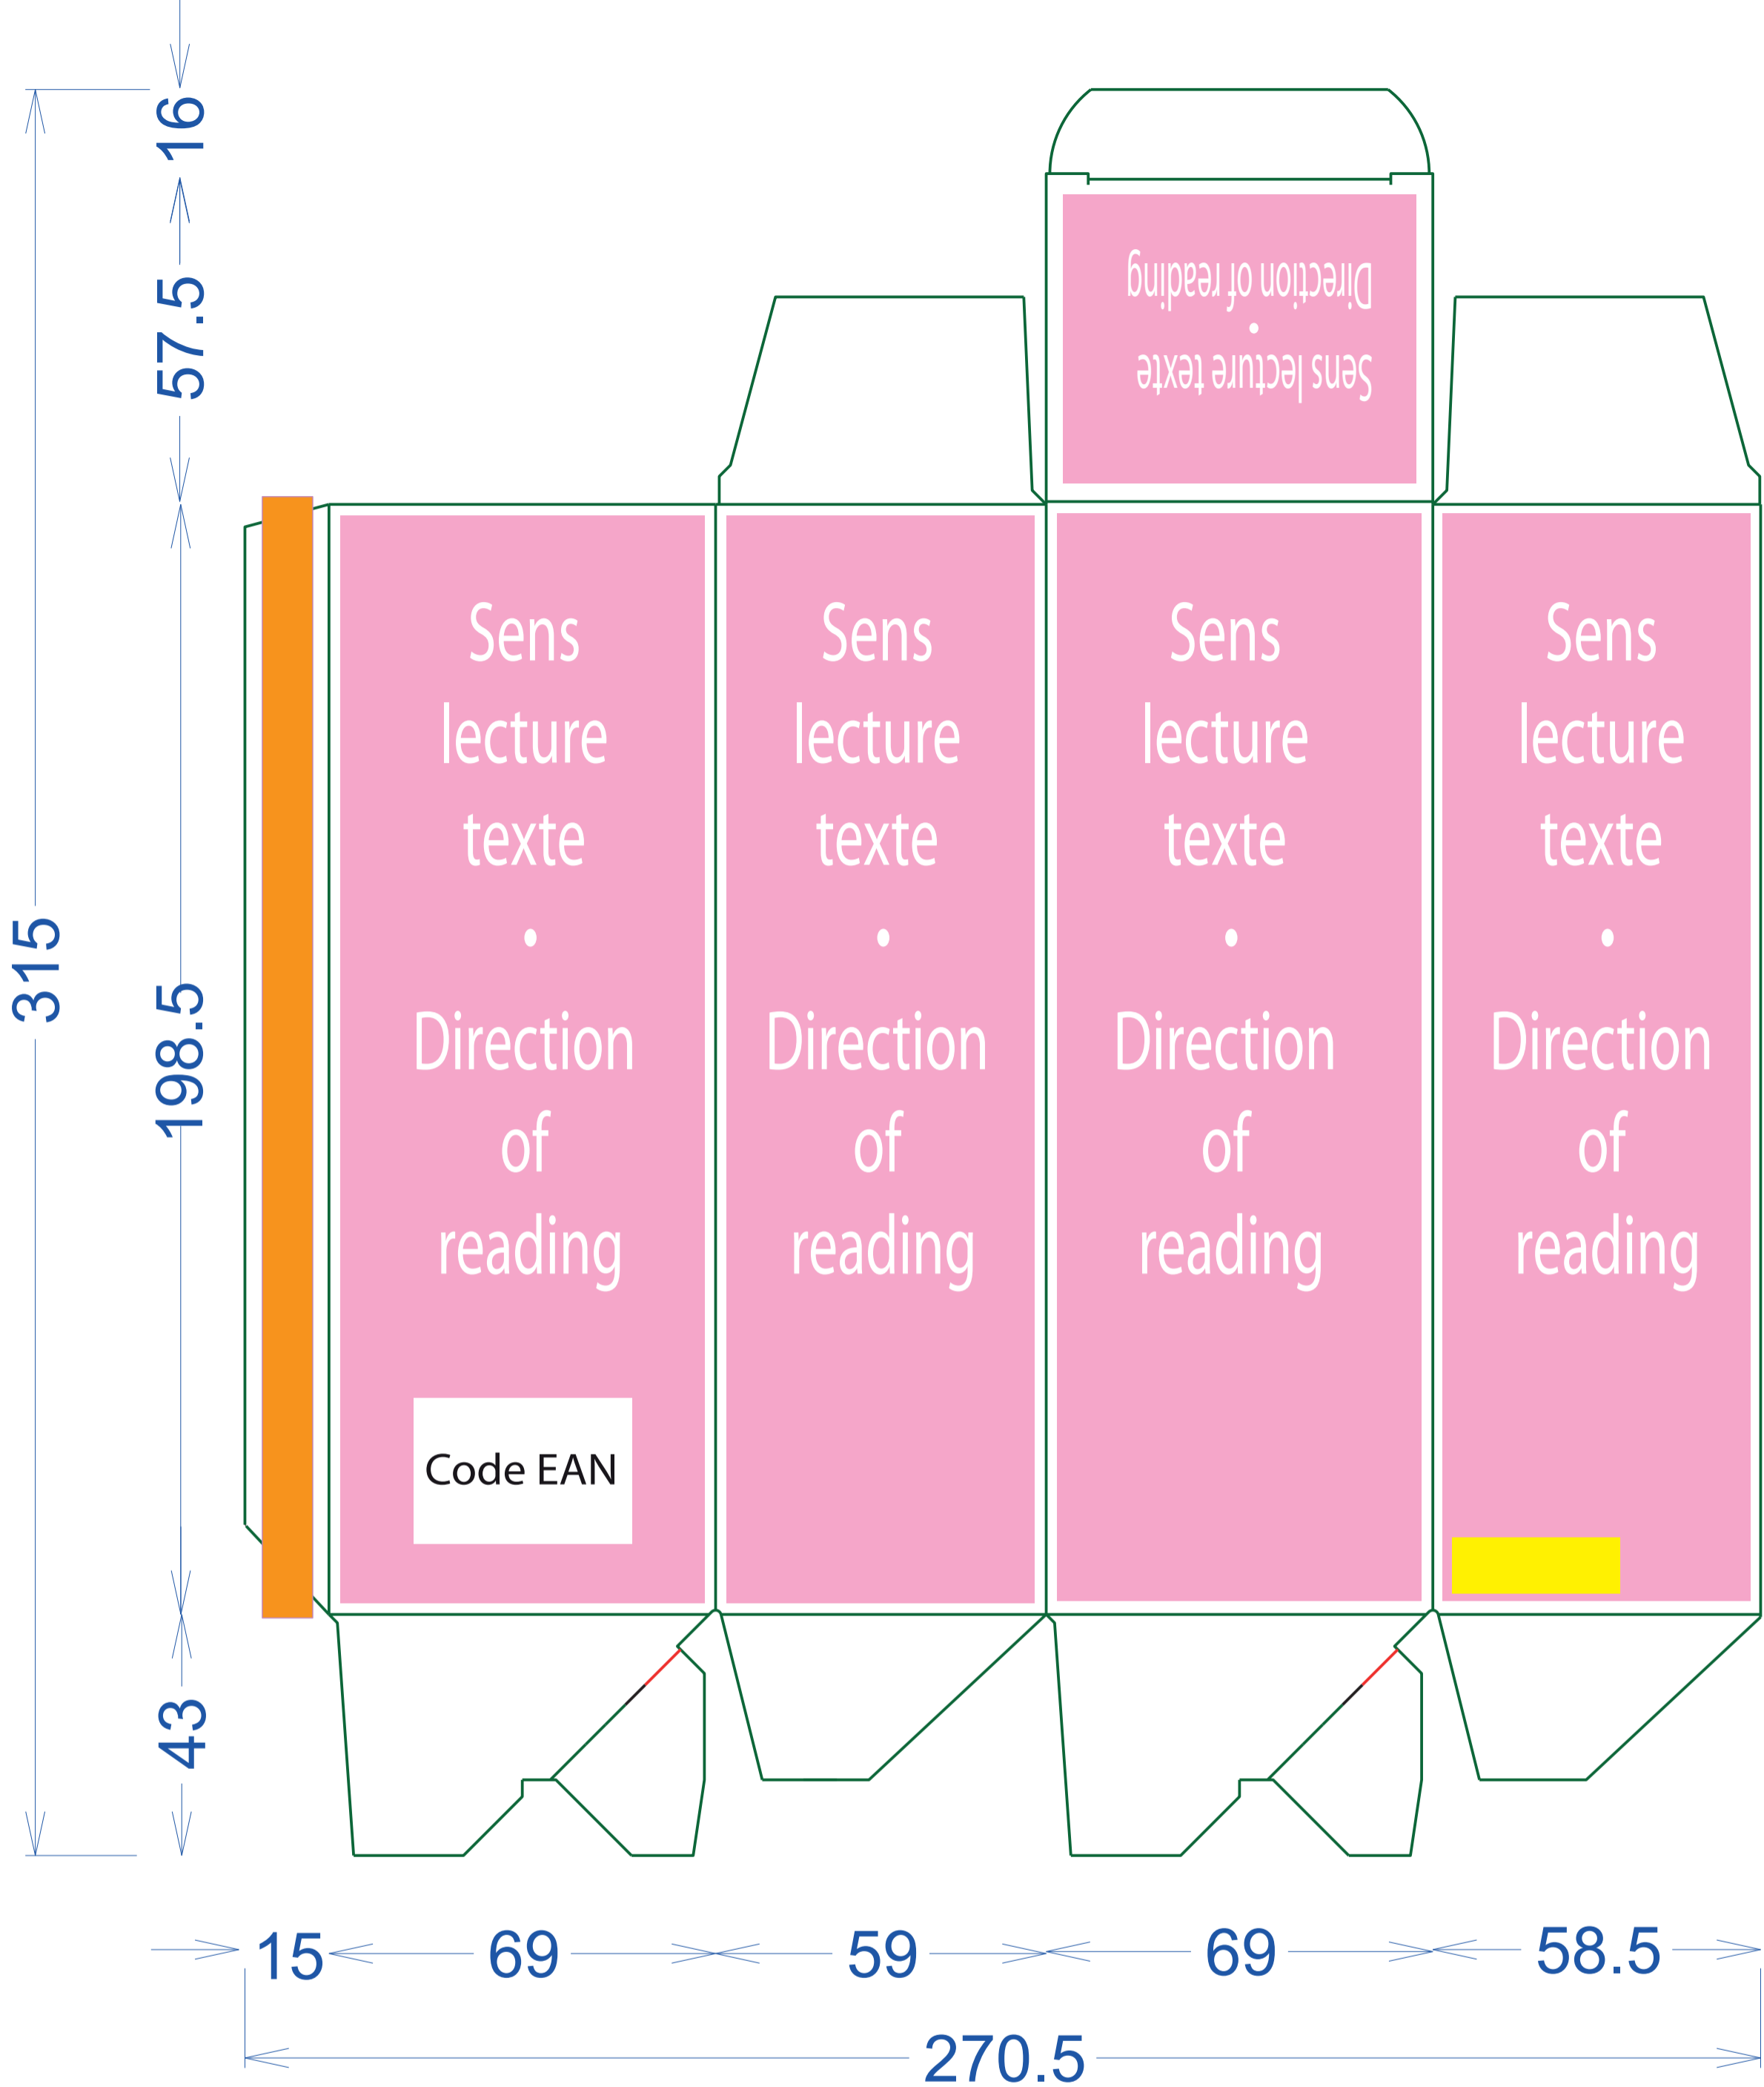 16
57.5
315
198.5
43
Direction of reading
•
Sens lecture texte
Sens
lecture
texte
•
Direction
of
reading
Code EAN
Sens
lecture
texte
•
Direction
of
reading
Sens
lecture
texte
•
Direction
of
reading
Sens
lecture
texte
•
Direction
of
reading
15
69
59
69
58.5
270.5